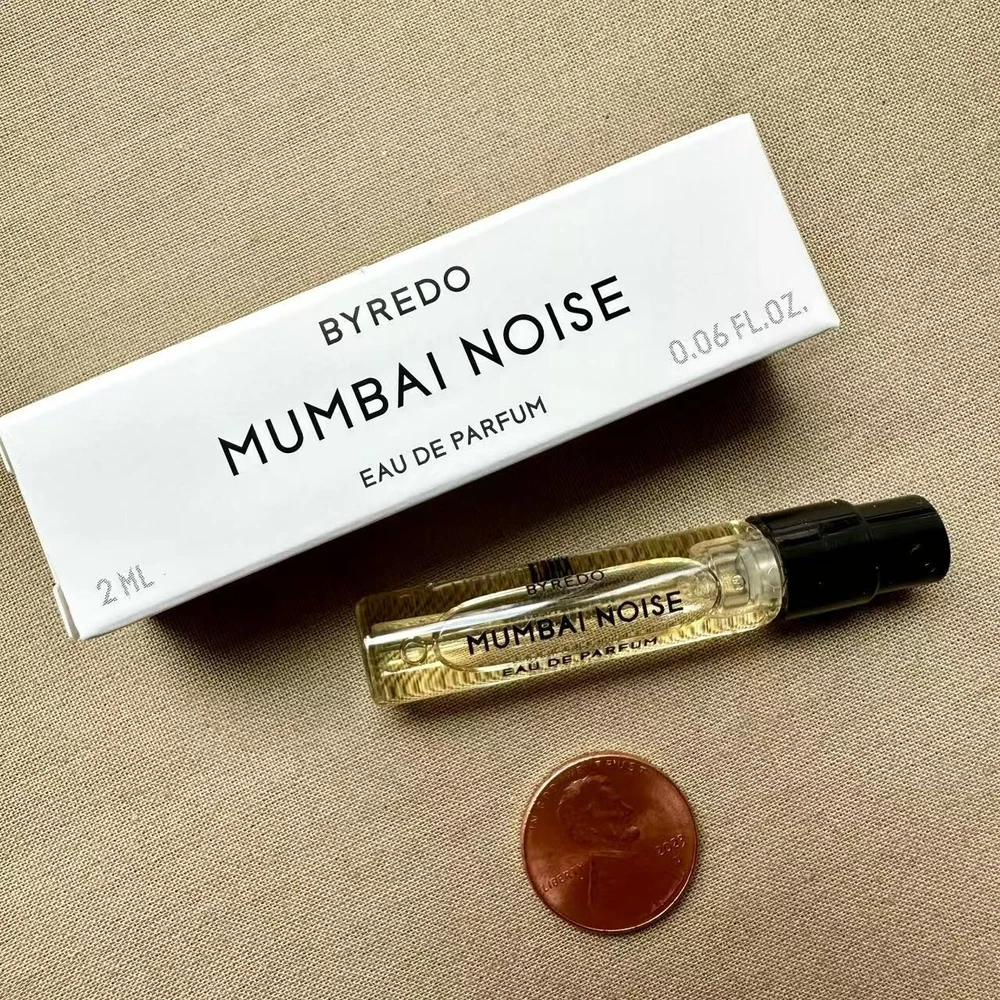 BYREDO
MUMBAI NOISE
EAU DE PARFUM
2 ML
0.06 FL.OZ.
BYREDO
MUMBAI NOISE
EAU DE PARFUM
LIBERTY